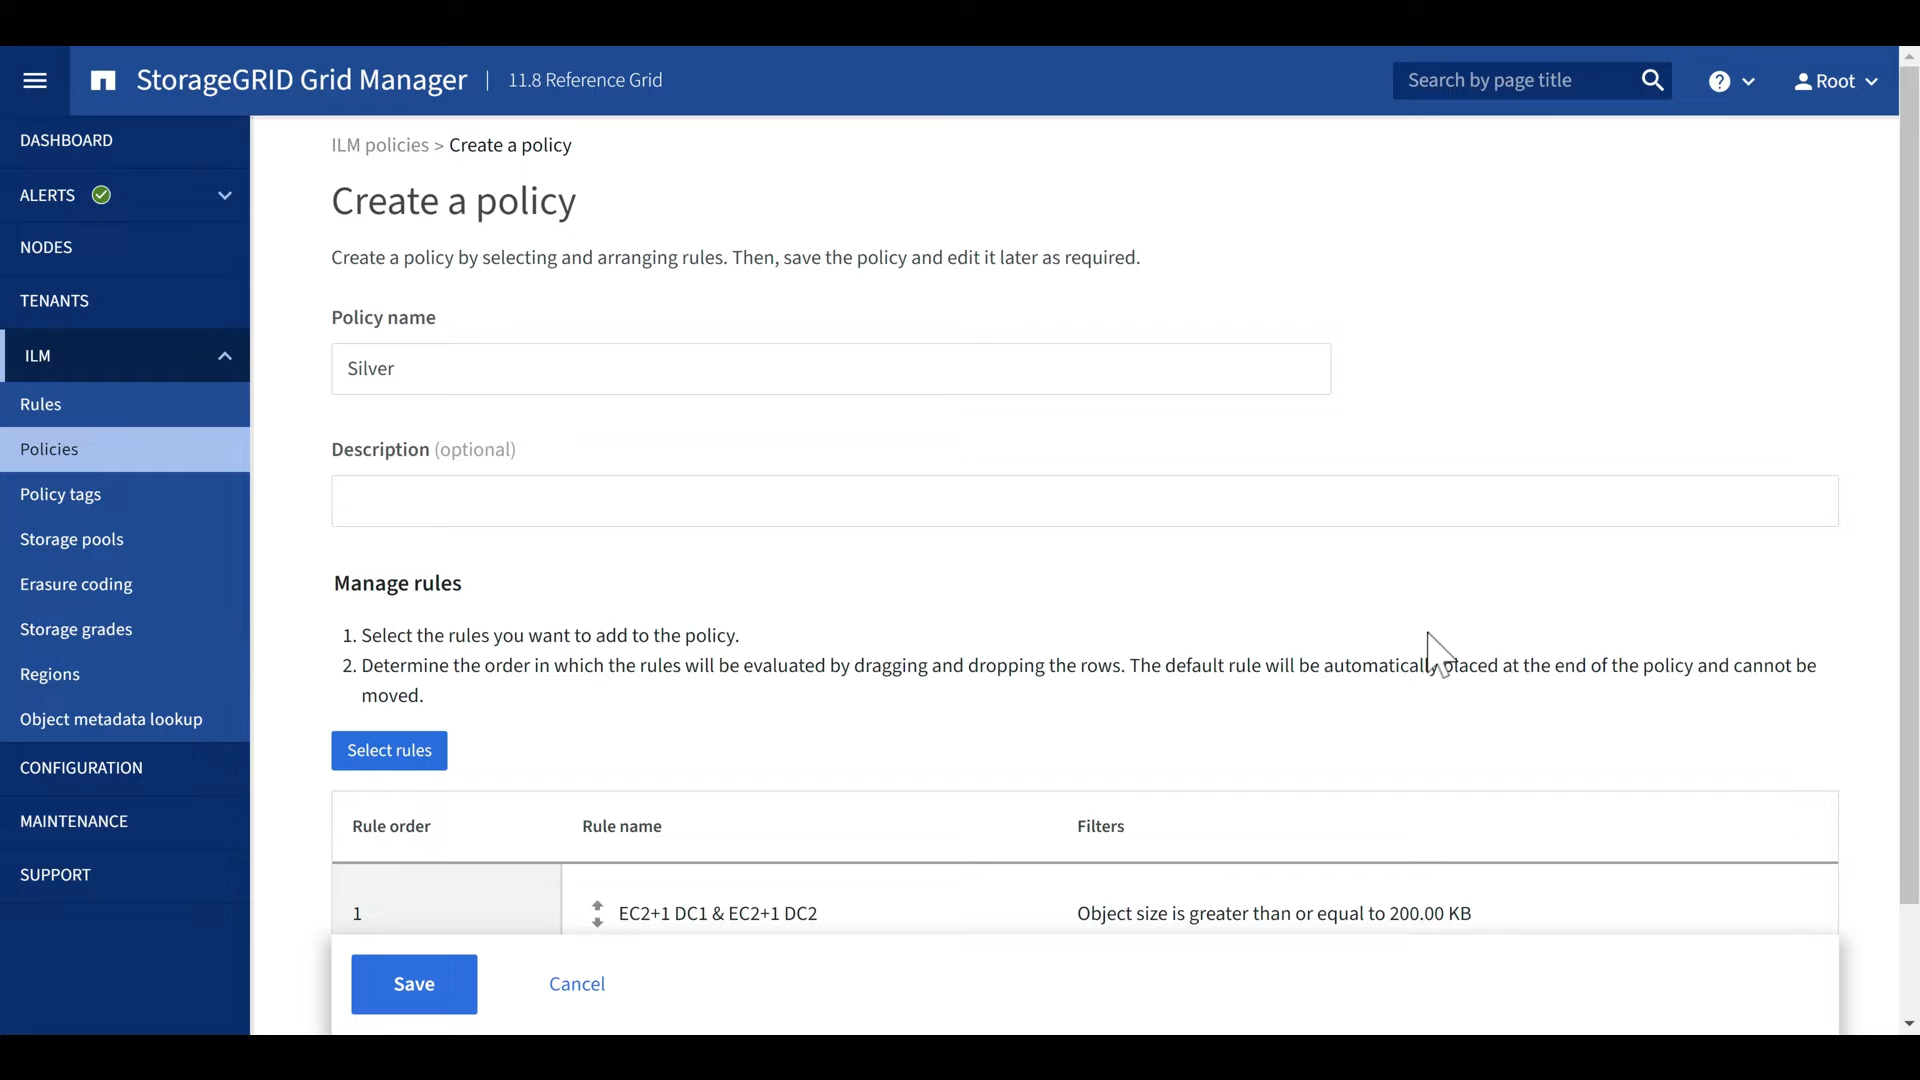 StorageGRID Grid Manager | 11.8 Reference Grid
Search by page title
?
Root
DASHBOARD
ALERTS
NODES
TENANTS
ILM
Rules
Policies
Policy tags
Storage pools
Erasure coding
Storage grades
Regions
Object metadata lookup
CONFIGURATION
MAINTENANCE
SUPPORT
ILM policies > Create a policy
Create a policy
Create a policy by selecting and arranging rules. Then, save the policy and edit it later as required.
Policy name
Silver
Description (optional)
Manage rules
1. Select the rules you want to add to the policy.
2. Determine the order in which the rules will be evaluated by dragging and dropping the rows. The default rule will be automatically placed at the end of the policy and cannot be
moved.
Select rules
Rule order Rule name Filters
1 EC2+1 DC1 & EC2+1 DC2 Object size is greater than or equal to 200.00 KB
Save Cancel